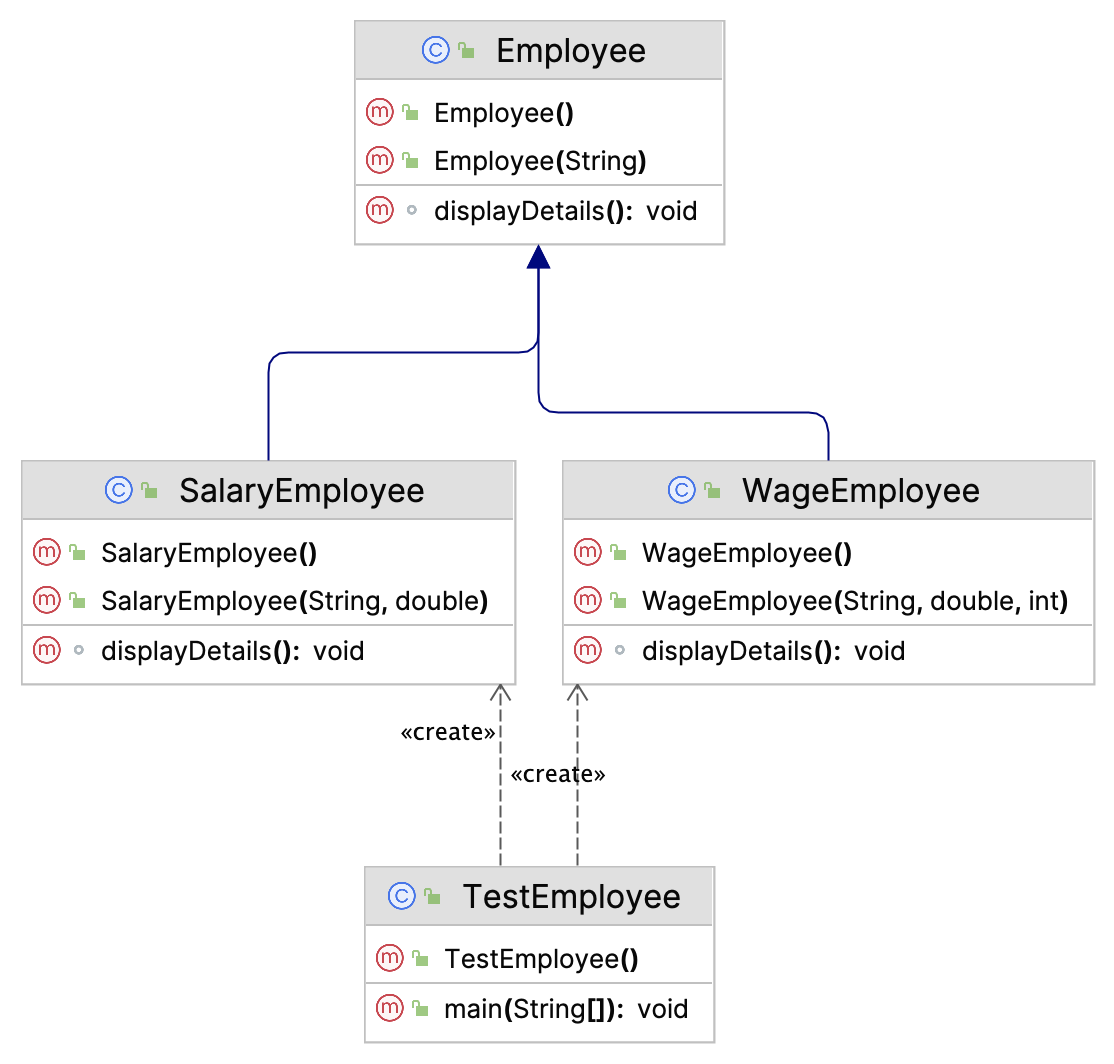 Employee
Employee()
Employee(String)
displayDetails(): void
SalaryEmployee
SalaryEmployee()
SalaryEmployee(String, double)
displayDetails(): void
WageEmployee
WageEmployee()
WageEmployee(String, double, int)
displayDetails(): void
«create»
«create»
TestEmployee
TestEmployee()
main(String[]): void